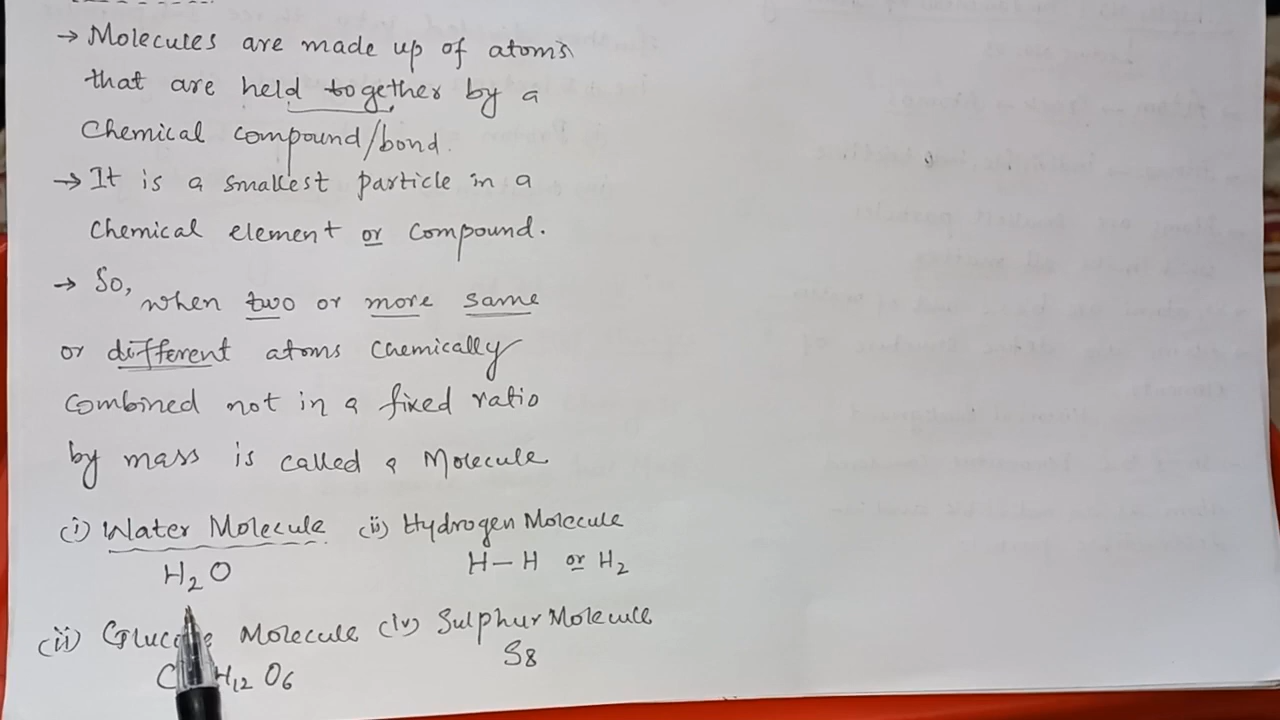 → Molecules are made up of atoms
that are held together by a
Chemical compound/bond.
→ It is a smallest particle in a
Chemical element or Compound.
→ So, when two or more same
or different atoms Chemically
Combined not in a fixed ratio
by mass is called a Molecule
(i) Water Molecule (ii) Hydrogen Molecule
H2O H-H or H2
(ii) Molecule (iv) Sulphur Molecule
H12 O6 S8